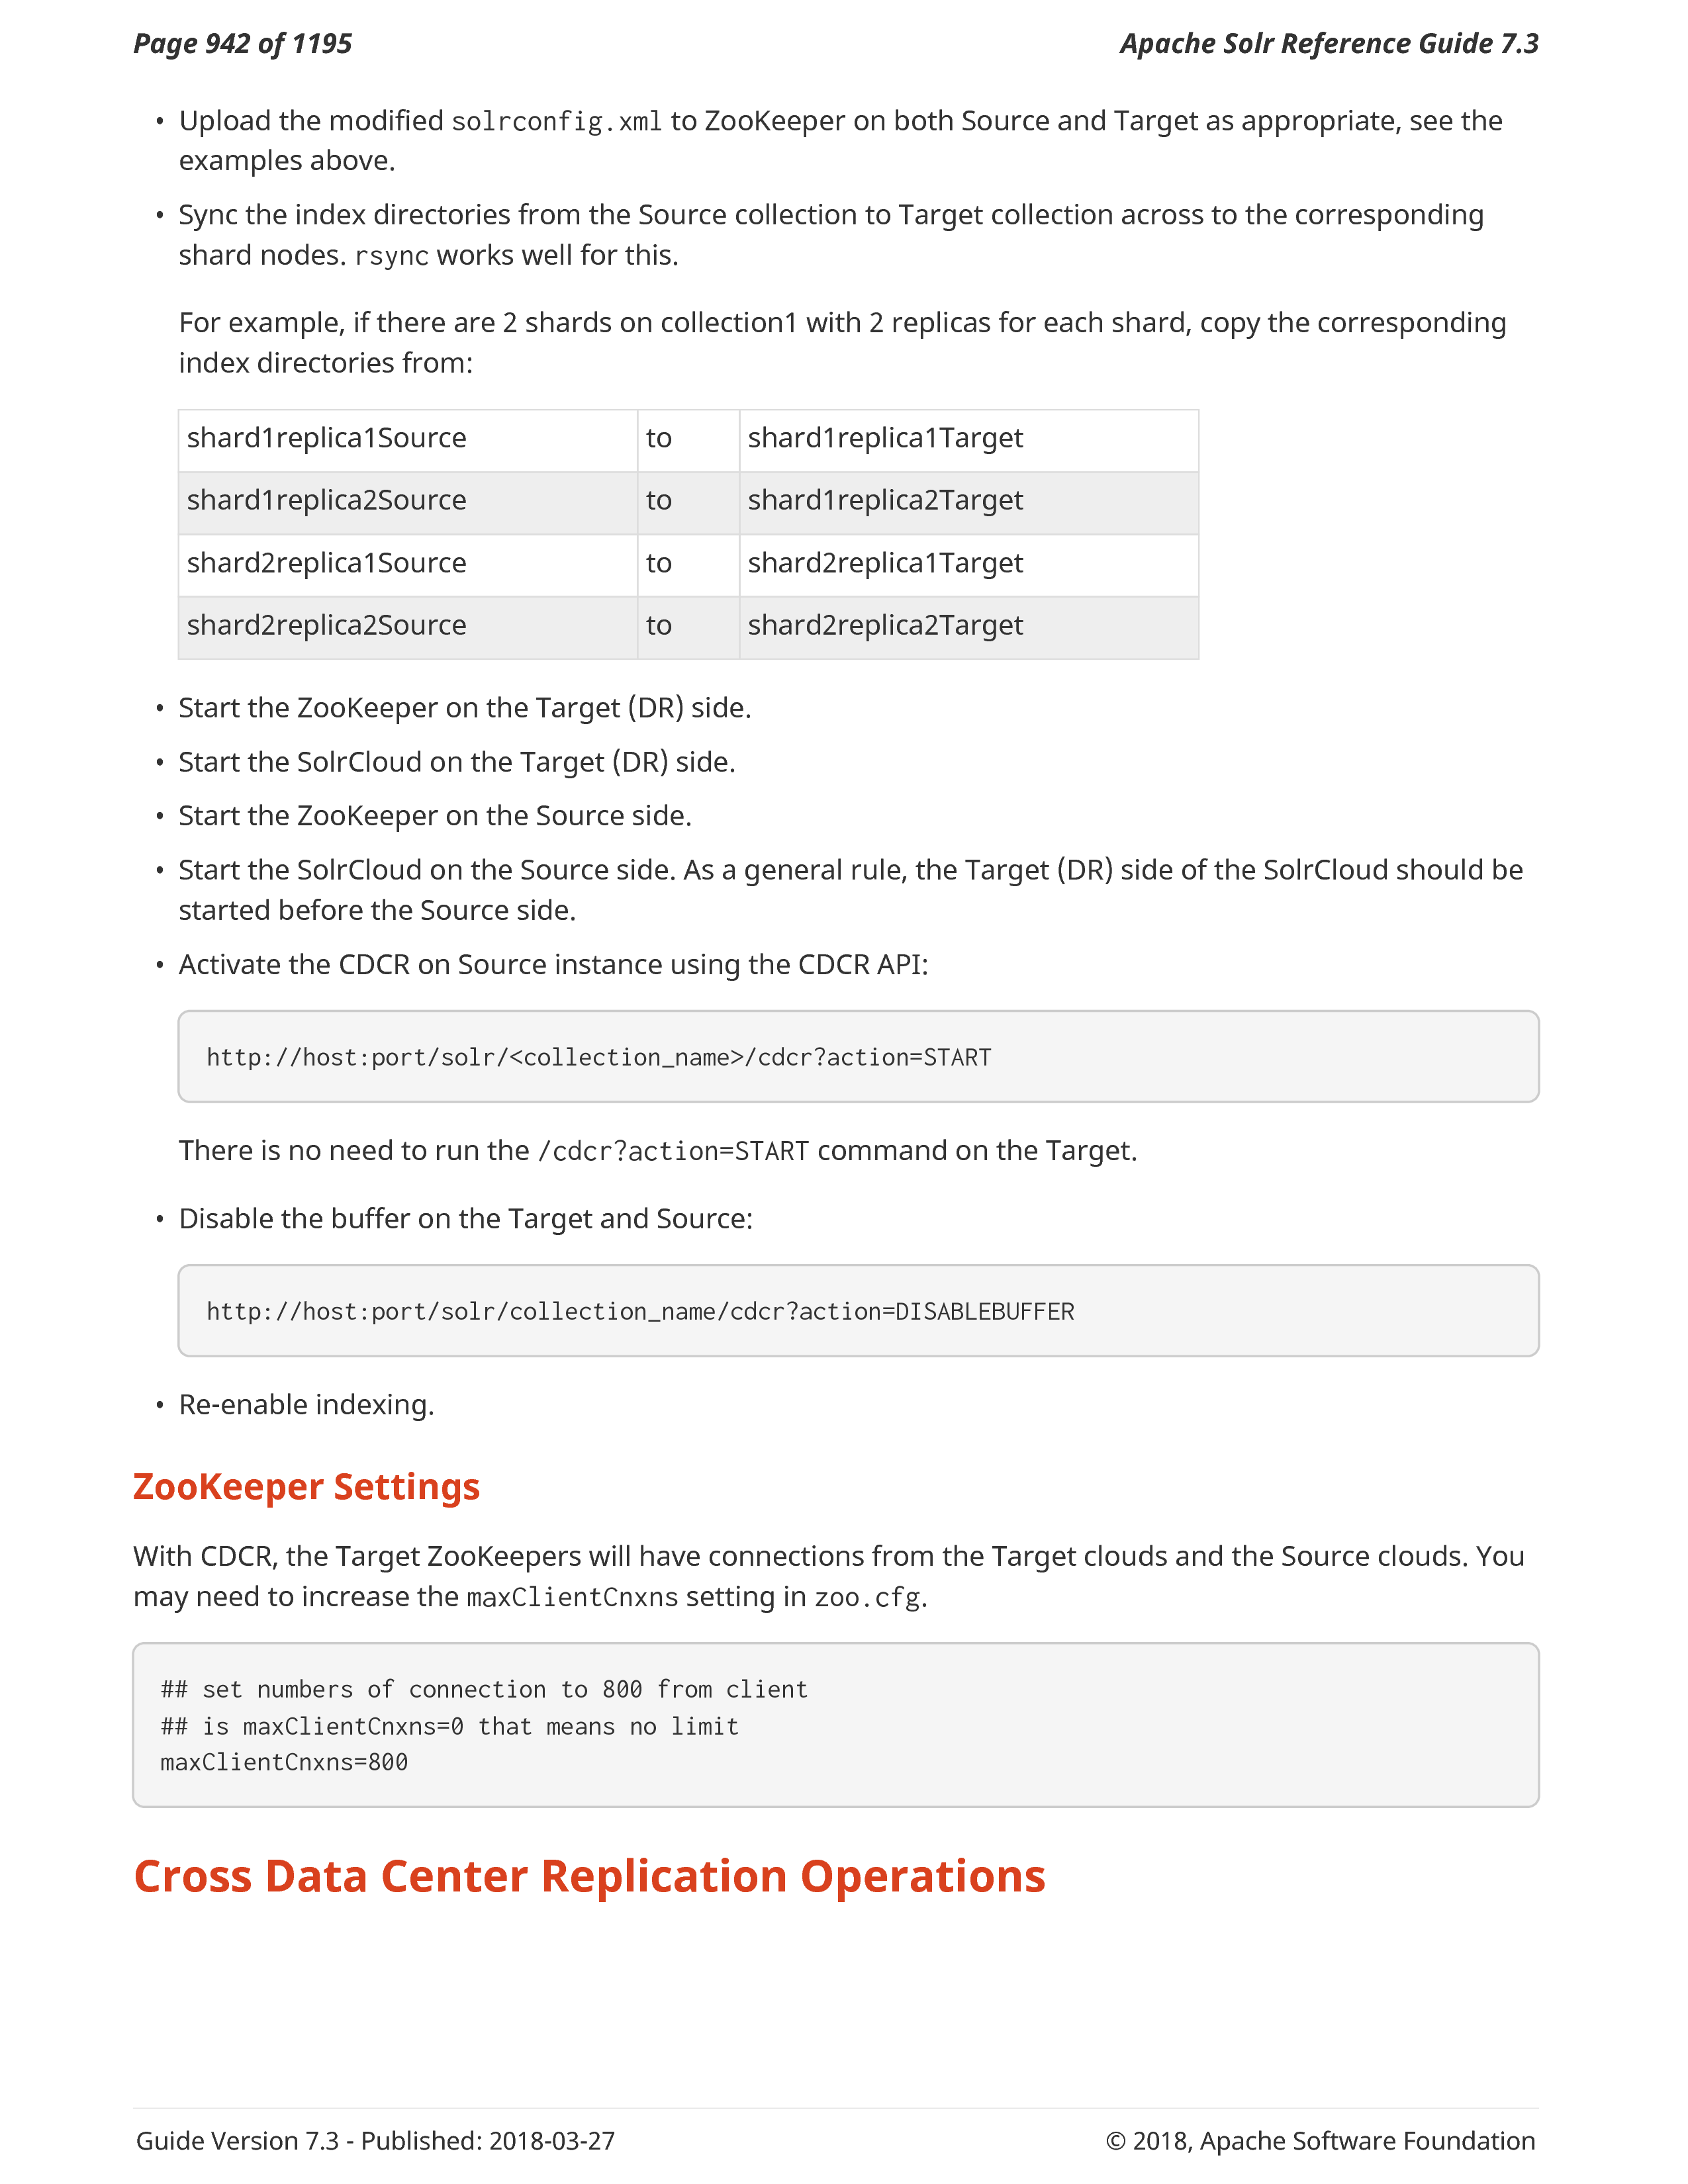 Page 942 of 1195 Apache Solr Reference Guide 7.3
• Upload the modified solrconfig.xml to ZooKeeper on both Source and Target as appropriate, see the
examples above.
• Sync the index directories from the Source collection to Target collection across to the corresponding
shard nodes. rsync works well for this.
For example, if there are 2 shards on collection1 with 2 replicas for each shard, copy the corresponding
index directories from:
shard1replica1Source to shard1replica1Target
shard1replica2Source to shard1replica2Target
shard2replica1Source to shard2replica1Target
shard2replica2Source to shard2replica2Target
• Start the ZooKeeper on the Target (DR) side.
• Start the SolrCloud on the Target (DR) side.
• Start the ZooKeeper on the Source side.
• Start the SolrCloud on the Source side. As a general rule, the Target (DR) side of the SolrCloud should be
started before the Source side.
• Activate the CDCR on Source instance using the CDCR API:
http://host:port/solr/<collection_name>/cdcr?action=START
There is no need to run the /cdcr?action=START command on the Target.
• Disable the buffer on the Target and Source:
http://host:port/solr/collection_name/cdcr?action=DISABLEBUFFER
• Re-enable indexing.
ZooKeeper Settings
With CDCR, the Target ZooKeepers will have connections from the Target clouds and the Source clouds. You
may need to increase the maxClientCnxns setting in zoo.cfg.
## set numbers of connection to 800 from client
## is maxClientCnxns=0 that means no limit
maxClientCnxns=800
Cross Data Center Replication Operations
Guide Version 7.3 - Published: 2018-03-27 © 2018, Apache Software Foundation